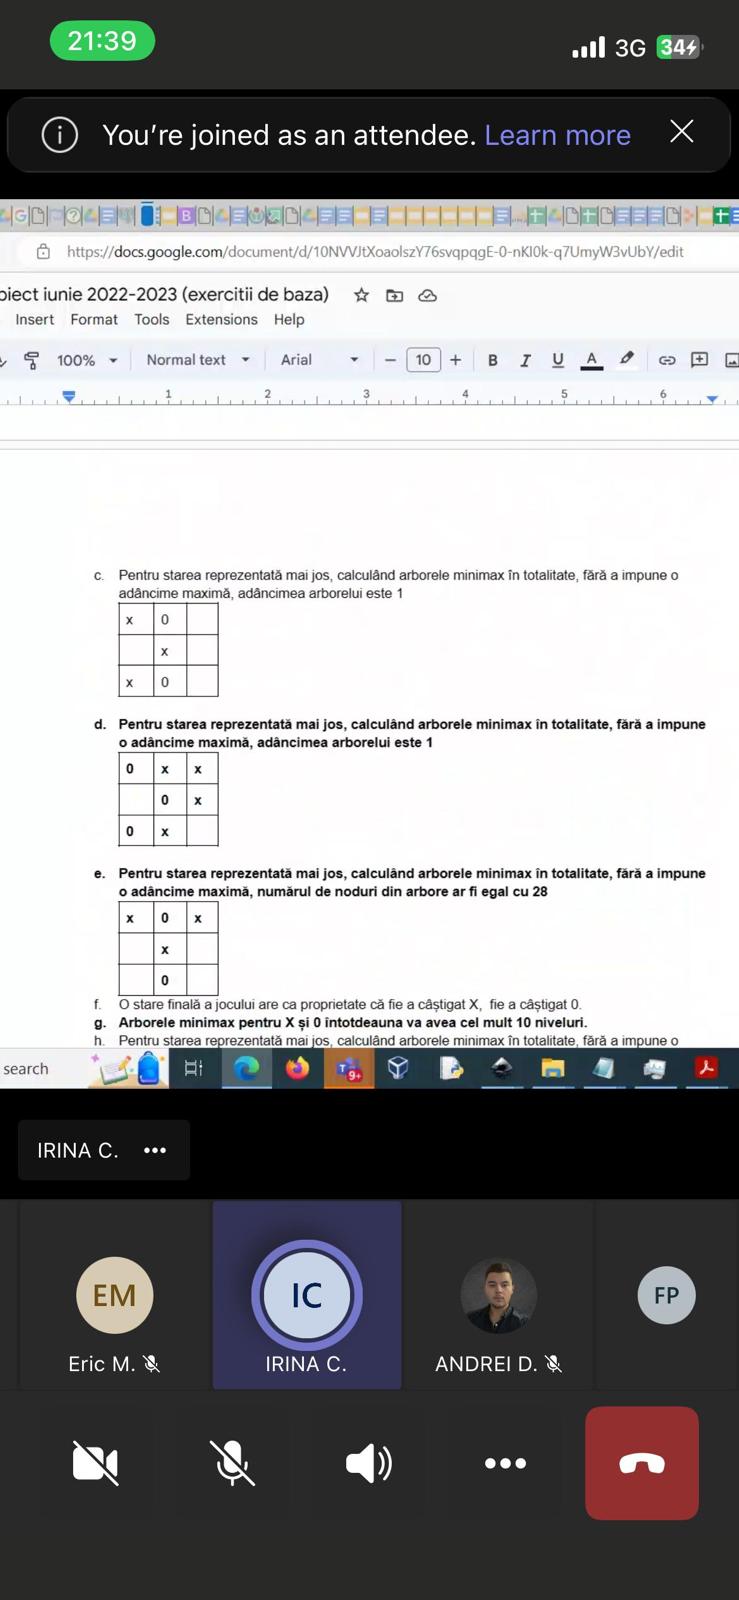 21:39
3G 34
You're joined as an attendee. Learn more
https://docs.google.com/document/d/10NVVJtXoaolszY76svqpqgE-0-nKI0k-q7UmyW3vUbY/edit
biect iunie 2022-2023 (exercitii de baza)
Insert Format Tools Extensions Help
100% Normal text Arial 10 B I U A
1 2 3 4 5 6
c. Pentru starea reprezentată mai jos, calculând arborele minimax în totalitate, fără a impune o
adâncime maximă, adâncimea arborelui este 1
x 0
x
x 0
d. Pentru starea reprezentată mai jos, calculând arborele minimax în totalitate, fără a impune
o adâncime maximă, adâncimea arborelui este 1
0 x x
0 x
0 x
e. Pentru starea reprezentată mai jos, calculând arborele minimax în totalitate, fără a impune
o adâncime maximă, numărul de noduri din arbore ar fi egal cu 28
x 0 x
x
0
f. O stare finală a jocului are ca proprietate că fie a câștigat X, fie a câștigat 0.
g. Arborele minimax pentru X și 0 întotdeauna va avea cel mult 10 niveluri.
h. Pentru starea reprezentată mai jos, calculând arborele minimax în totalitate, fără a impune o
search 9+
IRINA C. •••
EM IC FP
Eric M. IRINA C. ANDREI D.